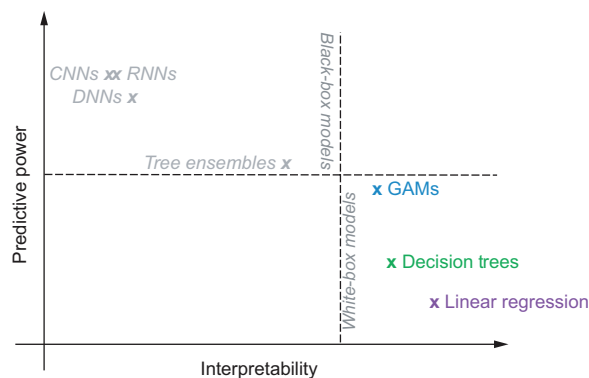 Black-box models
CNNs xx RNNs
DNNs x
Tree ensembles x
Predictive power
x GAMs
White-box models
x Decision trees
x Linear regression
Interpretability